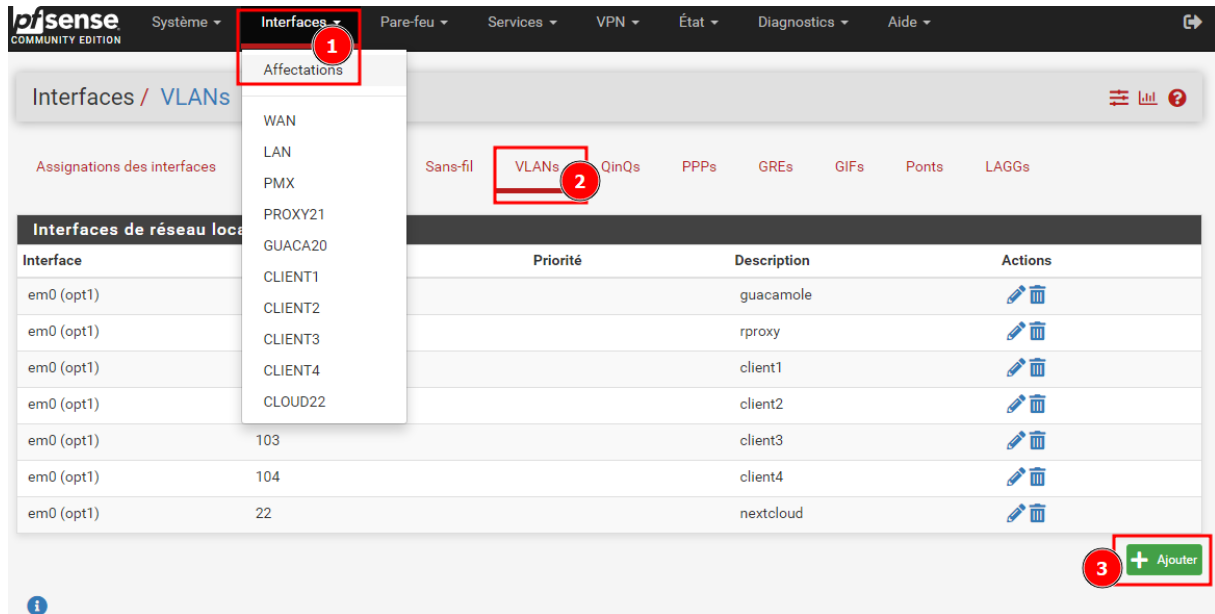 pfsense COMMUNITY EDITION Système Interfaces Pare-feu Services VPN État Diagnostics Aide
1
Affectations
Interfaces / VLANs
WAN
LAN
PMX
PROXY21
GUACA20
CLIENT1
CLIENT2
CLIENT3
CLIENT4
CLOUD22
Assignations des interfaces Sans-fil VLANs QinQs PPPs GREs GIFs Ponts LAGGs
2
Interfaces de réseau
Interface Priorité Description Actions
em0 (opt1) guacamole
em0 (opt1) rproxy
em0 (opt1) client1
em0 (opt1) client2
em0 (opt1) 103 client3
em0 (opt1) 104 client4
em0 (opt1) 22 nextcloud
3 + Ajouter